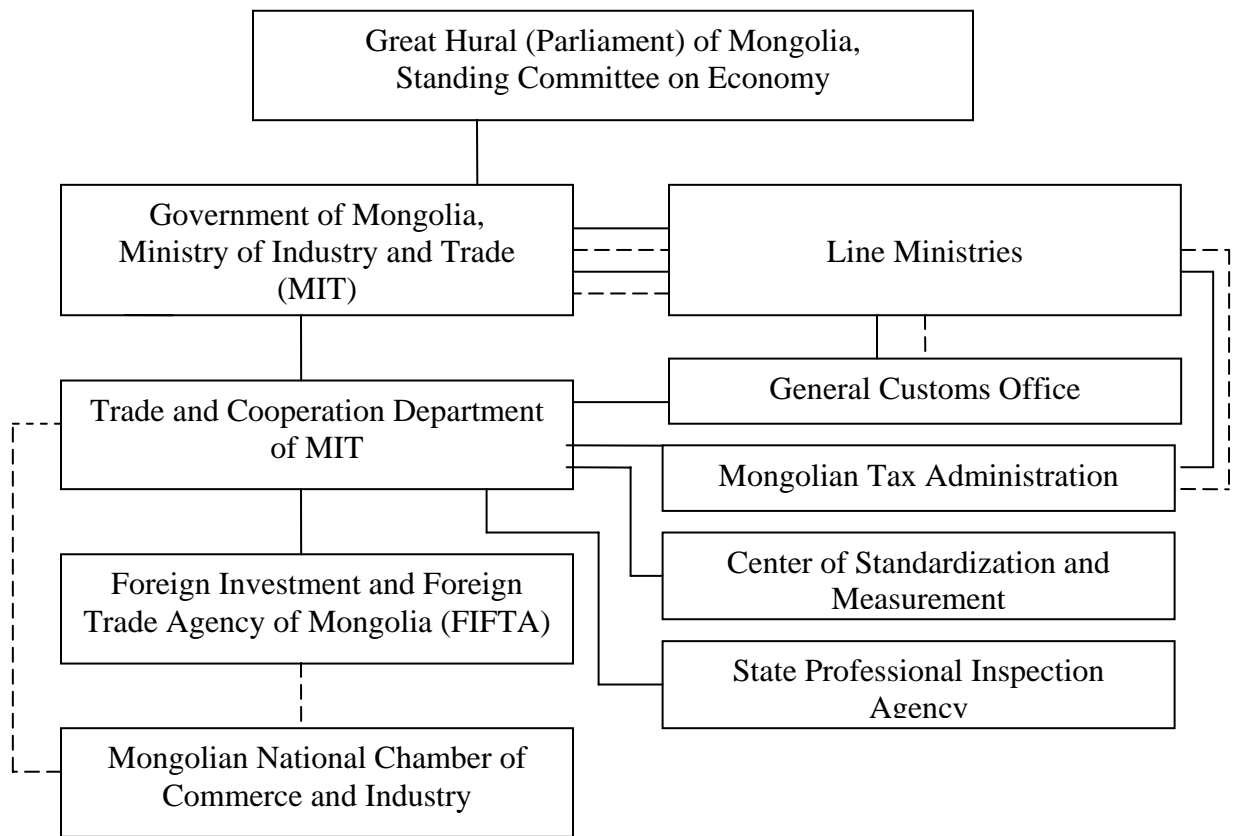 Great Hural (Parliament) of Mongolia,
Standing Committee on Economy
Government of Mongolia,
Ministry of Industry and Trade
(MIT)
Line Ministries
General Customs Office
Trade and Cooperation Department
of MIT
Mongolian Tax Administration
Center of Standardization and
Measurement
Foreign Investment and Foreign
Trade Agency of Mongolia (FIFTA)
State Professional Inspection
Agency
Mongolian National Chamber of
Commerce and Industry